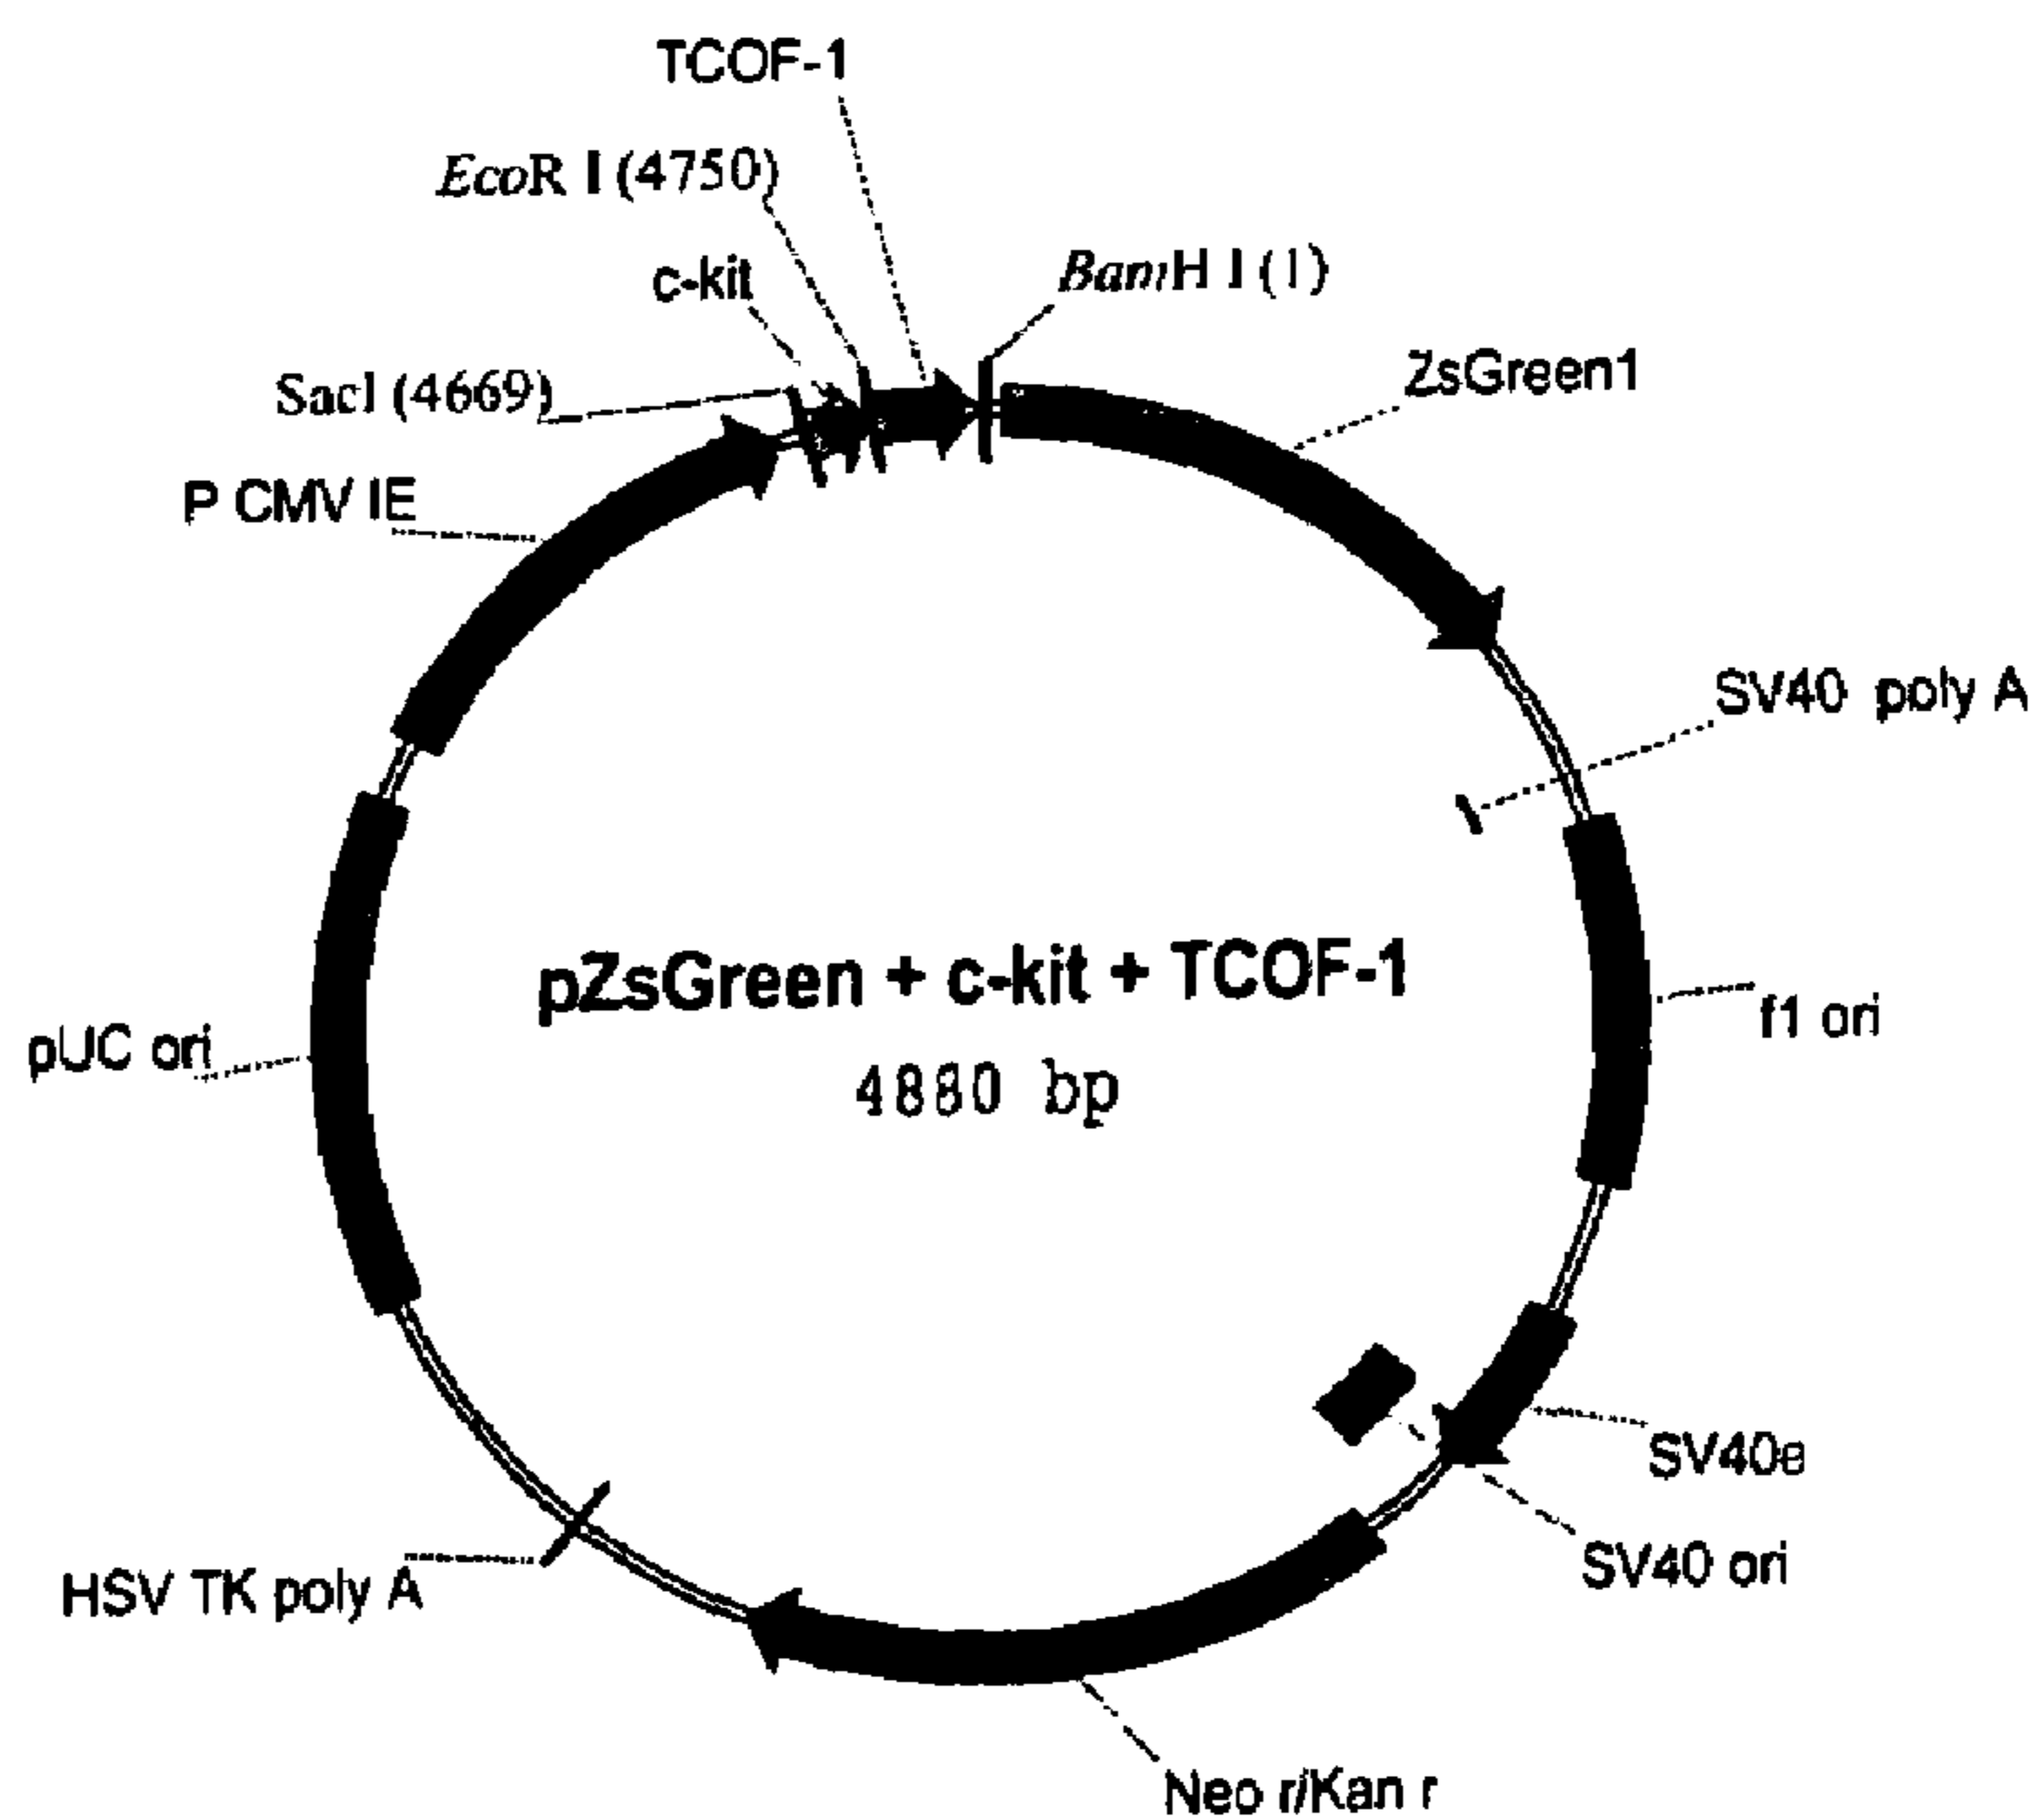 TCOF-1
EcoR I (4750)
c-kit
BamH I (1)
SacI (4669)
ZsGreen1
P CMV IE
SV40 poly A
pZsGreen + c-kit + TCOF-1
4880 bp
f1 ori
pUC ori
SV40e
SV40 ori
HSV TK poly A
Neo r/Kan r